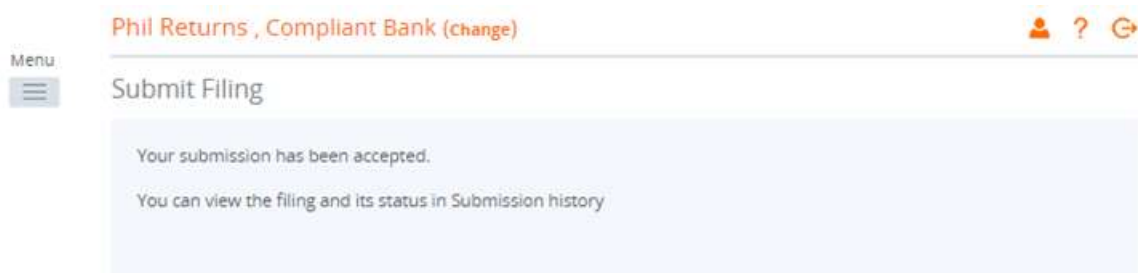 Phil Returns , Compliant Bank (change)
?
Menu
Submit Filing
Your submission has been accepted.
You can view the filing and its status in Submission history